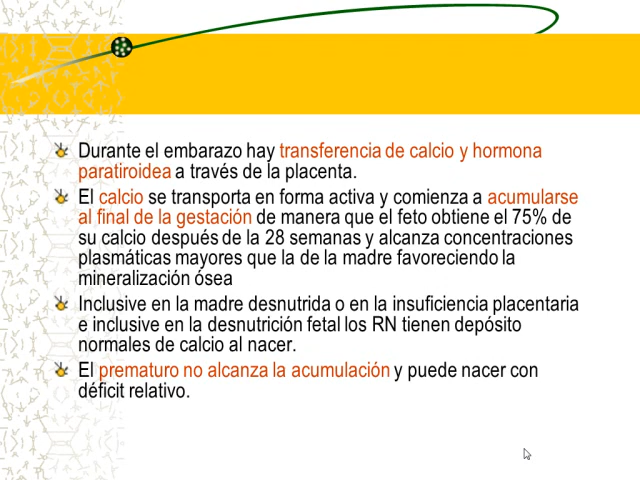 Durante el embarazo hay transferencia de calcio y hormona
paratiroidea a través de la placenta.
El calcio se transporta en forma activa y comienza a acumularse
al final de la gestación de manera que el feto obtiene el 75% de
su calcio después de la 28 semanas y alcanza concentraciones
plasmáticas mayores que la de la madre favoreciendo la
mineralización ósea
Inclusive en la madre desnutrida o en la insuficiencia placentaria
e inclusive en la desnutrición fetal los RN tienen depósito
normales de calcio al nacer.
El prematuro no alcanza la acumulación y puede nacer con
déficit relativo.